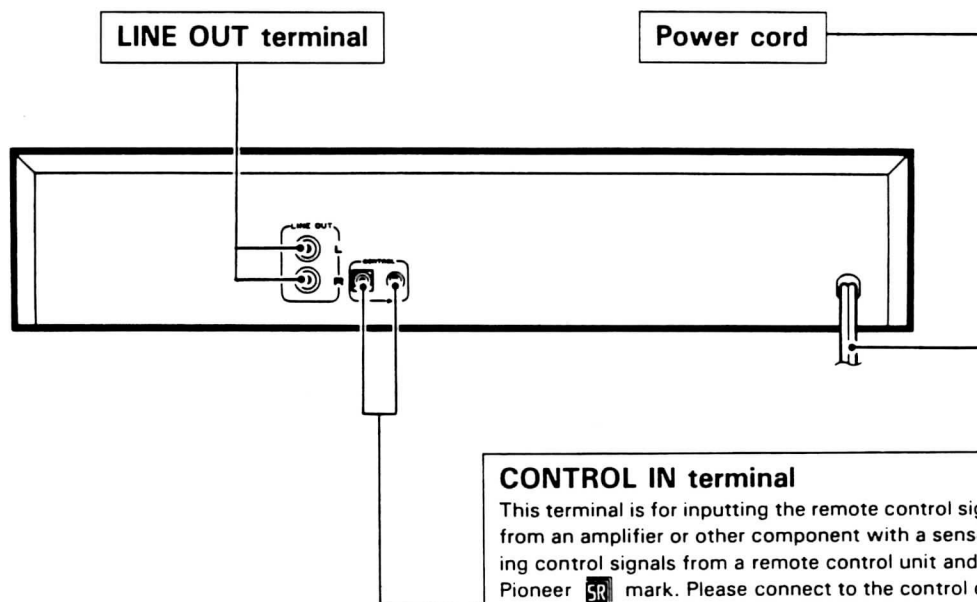 LINE OUT terminal
Power cord
LINE OUT
L
R
CONTROL
CONTROL IN terminal
This terminal is for inputting the remote control sig
from an amplifier or other component with a sens
ing control signals from a remote control unit and
Pioneer SR mark. Please connect to the control